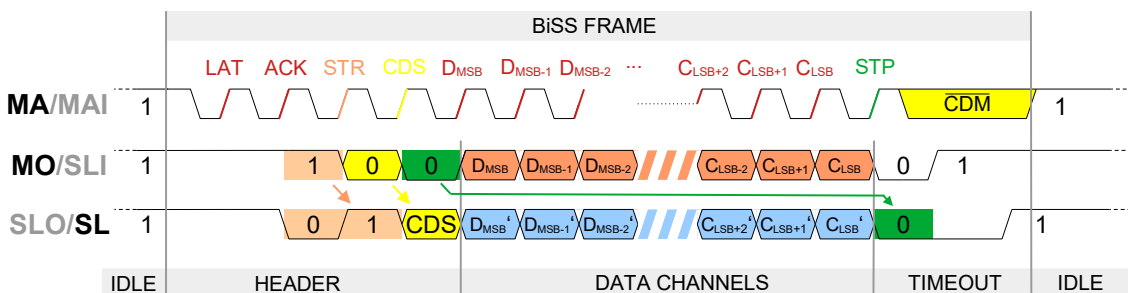 BiSS FRAME
LAT ACK STR CDS DMSB DMSB-1 DMSB-2 ... CLSB+2 CLSB+1 CLSB STP
MA/MAI 1 CDM 1
MO/SLI 1 1 0 0 DMSB DMSB-1 DMSB-2 CLSB-2 CLSB+1 CLSB 0 1
SLO/SL 1 0 1 CDS DMSB' DMSB-1' DMSB-2' CLSB+2' CLSB+1' CLSB' 0 1
IDLE HEADER DATA CHANNELS TIMEOUT IDLE